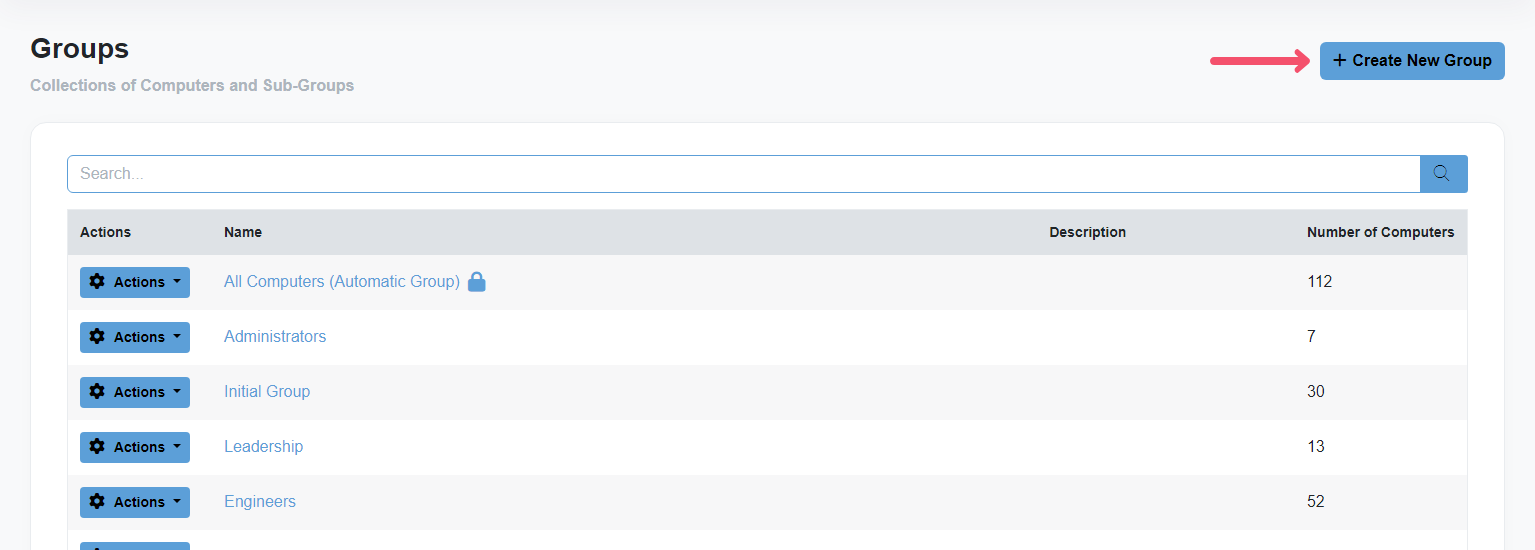 Groups
Collections of Computers and Sub-Groups
Create New Group
Search...
Actions Name Description Number of Computers
Actions All Computers (Automatic Group) 112
Actions Administrators 7
Actions Initial Group 30
Actions Leadership 13
Actions Engineers 52